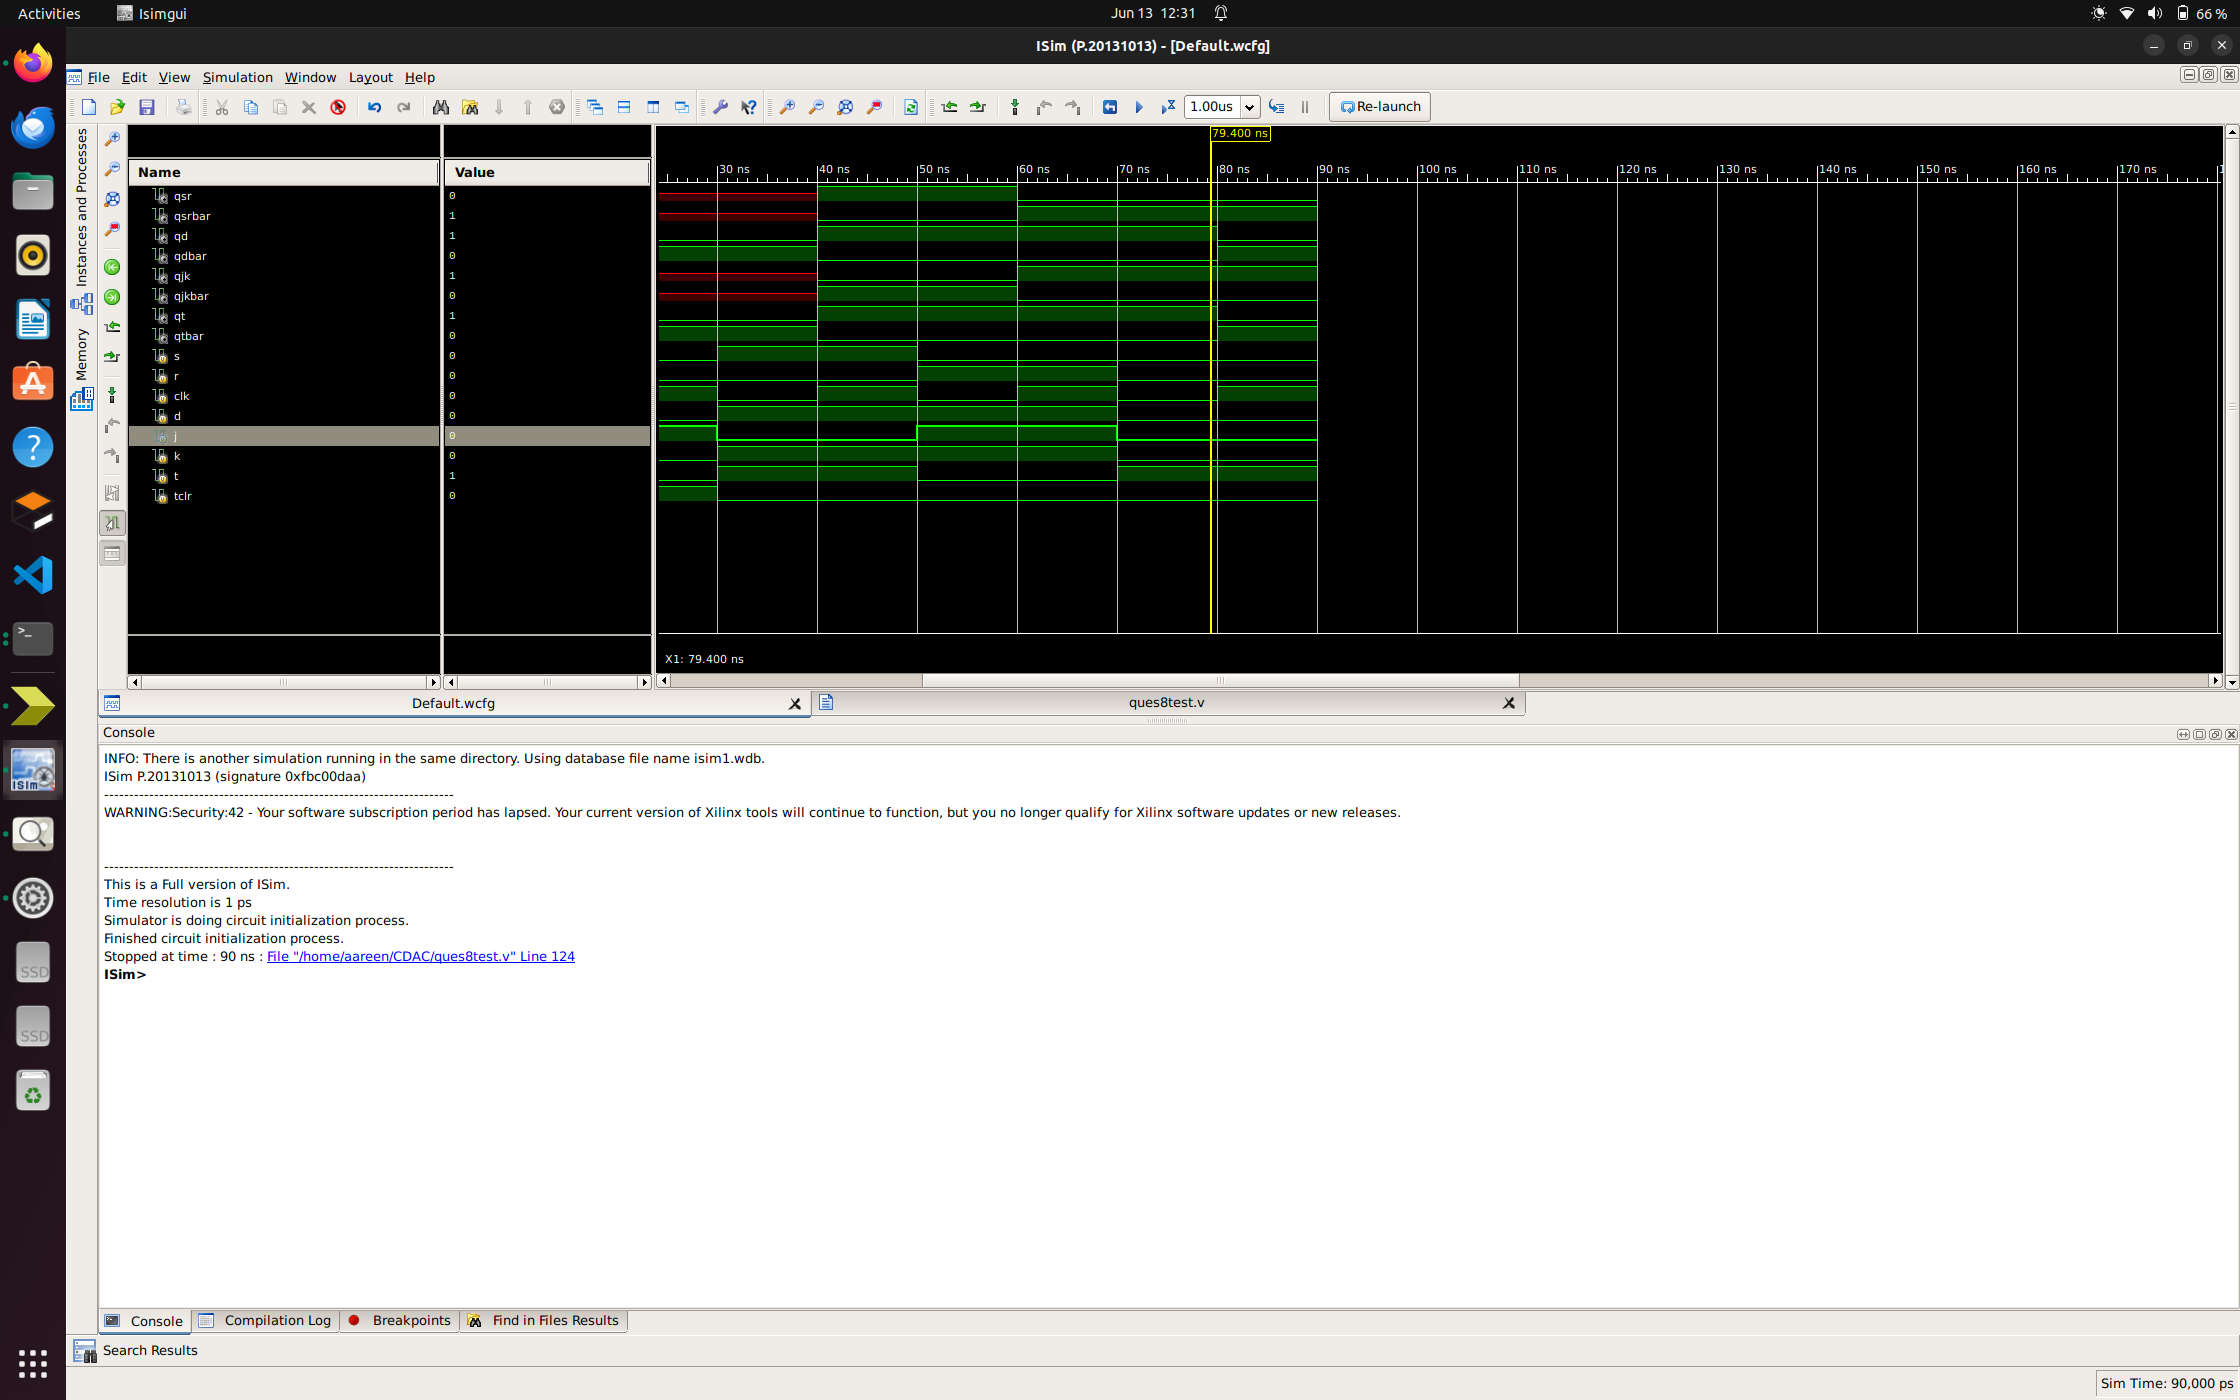 Activities
Isimgui
Jun 13 12:31
66 %
ISim (P.20131013) - [Default.wcfg]
File Edit View Simulation Window Layout Help
1.00us
Re-launch
Instances and Processes
Memory
Name
Value
79.400 ns
30 ns
40 ns
50 ns
60 ns
70 ns
80 ns
90 ns
100 ns
110 ns
120 ns
130 ns
140 ns
150 ns
160 ns
170 ns
qsr 0
qsrbar 1
qd 1
qdbar 0
qjk 1
qjkbar 0
qt 1
qtbar 0
s 0
r 0
clk 0
d 0
j 0
k 0
t 1
tclr 0
X1: 79.400 ns
Default.wcfg
ques8test.v
Console
INFO: There is another simulation running in the same directory. Using database file name isim1.wdb.
ISim P.20131013 (signature 0xfbc00daa)
----------------------------------------------------------------------
WARNING:Security:42 - Your software subscription period has lapsed. Your current version of Xilinx tools will continue to function, but you no longer qualify for Xilinx software updates or new releases.
----------------------------------------------------------------------
This is a Full version of ISim.
Time resolution is 1 ps
Simulator is doing circuit initialization process.
Finished circuit initialization process.
Stopped at time : 90 ns : File "/home/aareen/CDAC/ques8test.v" Line 124
ISim>
ISim
SSD
SSD
Console
Compilation Log
Breakpoints
Find in Files Results
Search Results
Sim Time: 90,000 ps